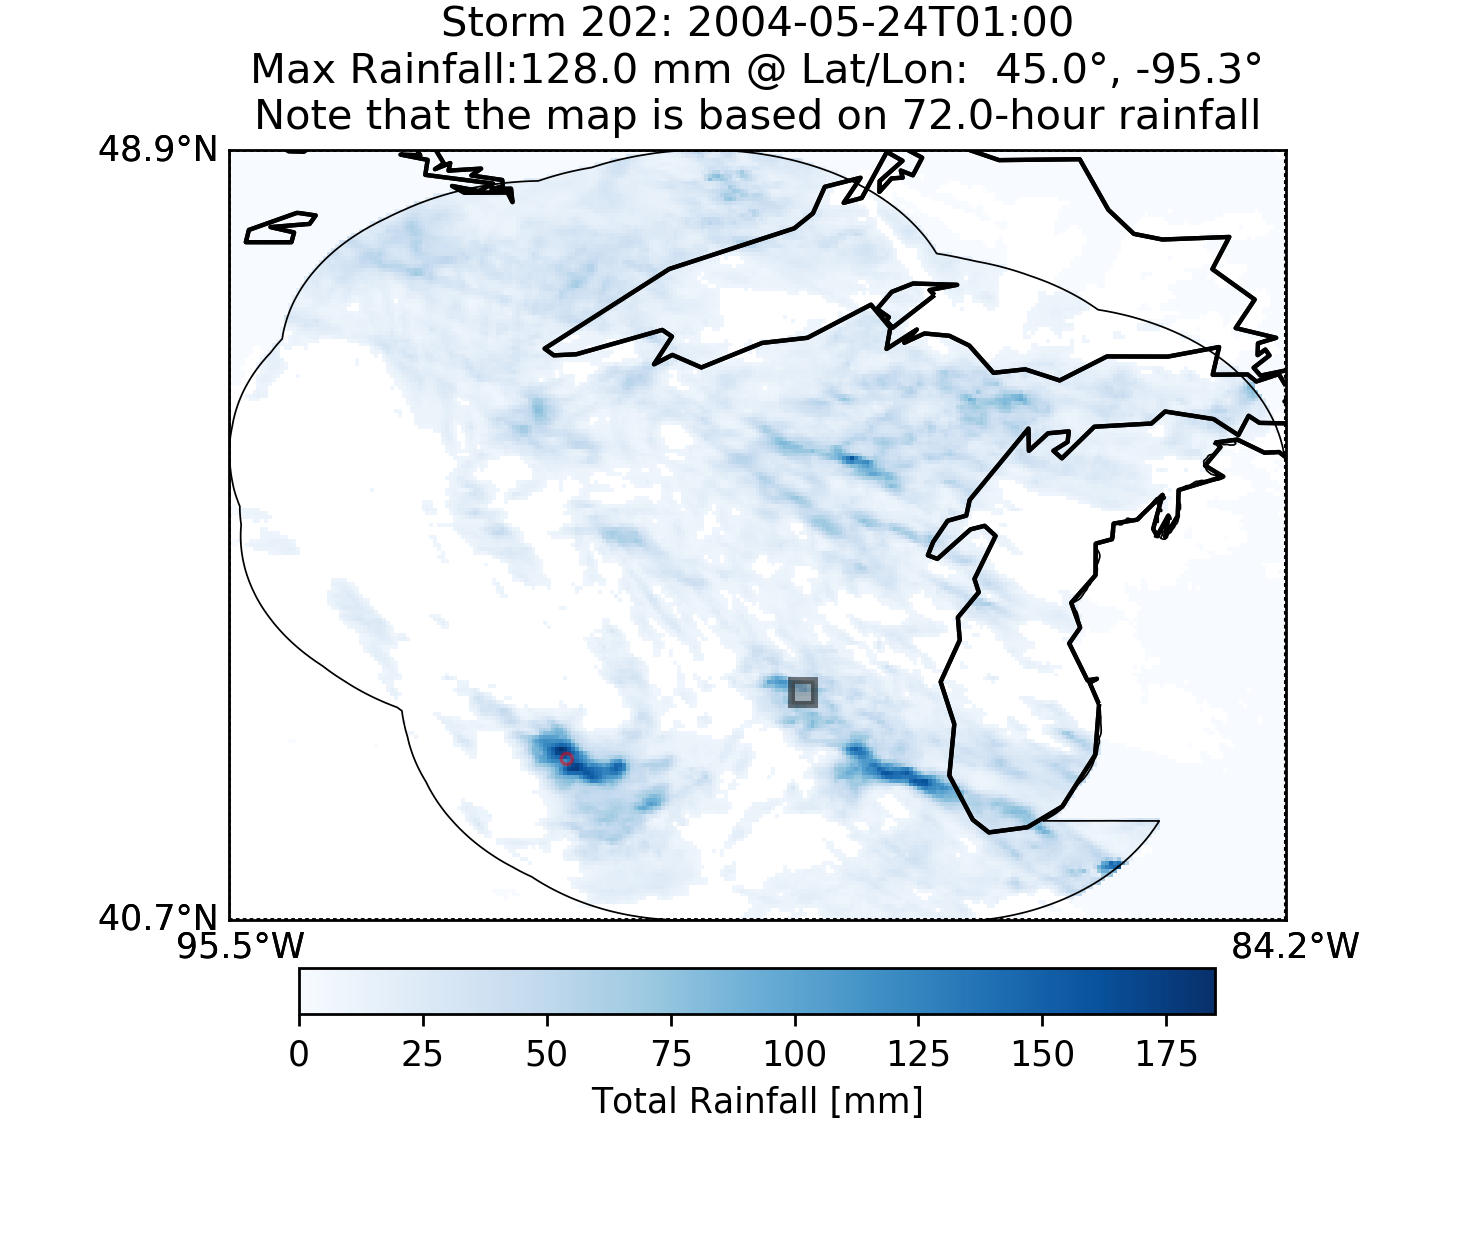 Storm 202: 2004-05-24T01:00
Max Rainfall:128.0 mm @ Lat/Lon:  45.0°, -95.3°
Note that the map is based on 72.0-hour rainfall
48.9°N
40.7°N
95.5°W 84.2°W
0 25 50 75 100 125 150 175
Total Rainfall [mm]